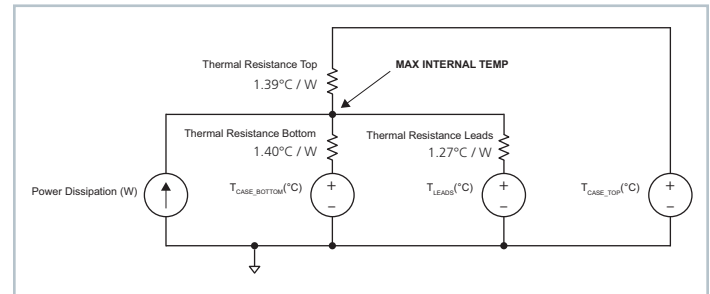 Thermal Resistance Top
1.39°C / W
MAX INTERNAL TEMP
Thermal Resistance Bottom
1.40°C / W
Thermal Resistance Leads
1.27°C / W
Power Dissipation (W)
T_CASE_BOTTOM(°C)
+
–
T_LEADS(°C)
+
–
T_CASE_TOP(°C)
+
–